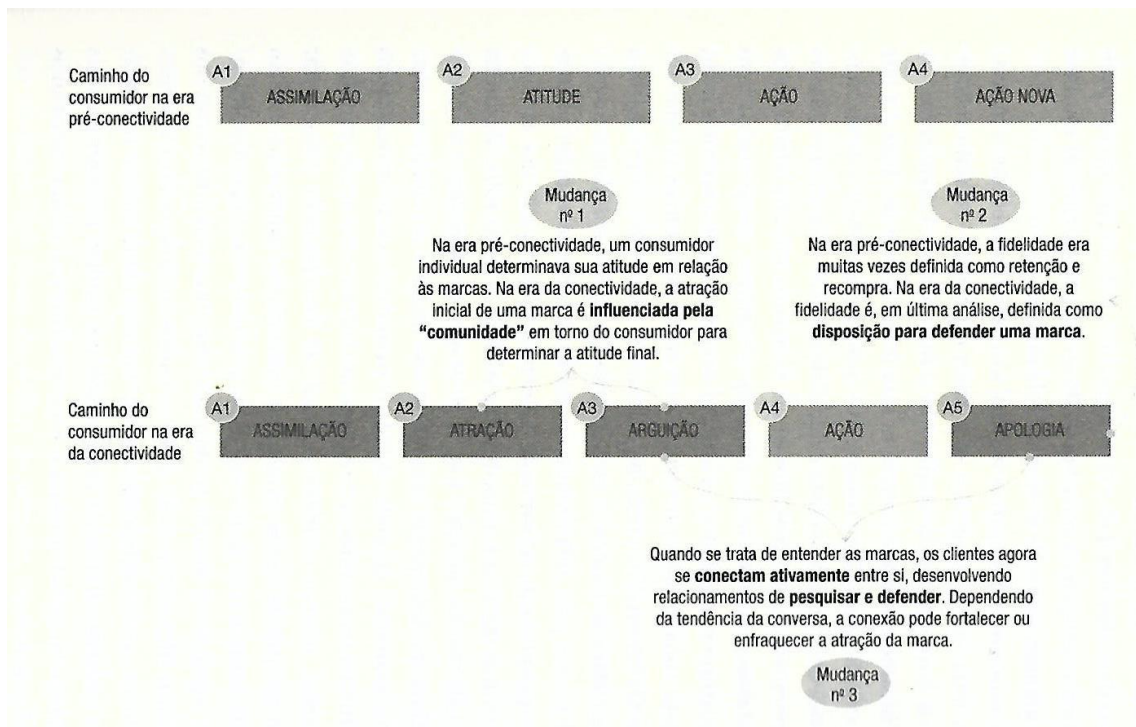 Caminho do
consumidor na era
pré-conectividade
A1
ASSIMILAÇÃO
A2
ATITUDE
A3
AÇÃO
A4
AÇÃO NOVA
Mudança
nº 1
Na era pré-conectividade, um consumidor
individual determinava sua atitude em relação
às marcas. Na era da conectividade, a atração
inicial de uma marca é influenciada pela
“comunidade” em torno do consumidor para
determinar a atitude final.
Mudança
nº 2
Na era pré-conectividade, a fidelidade era
muitas vezes definida como retenção e
recompra. Na era da conectividade, a
fidelidade é, em última análise, definida como
disposição para defender uma marca.
Caminho do
consumidor na era
da conectividade
A1
ASSIMILAÇÃO
A2
ATRAÇÃO
A3
ARGUIÇÃO
A4
AÇÃO
A5
APOLOGIA
Quando se trata de entender as marcas, os clientes agora
se conectam ativamente entre si, desenvolvendo
relacionamentos de pesquisar e defender. Dependendo
da tendência da conversa, a conexão pode fortalecer ou
enfraquecer a atração da marca.
Mudança
nº 3